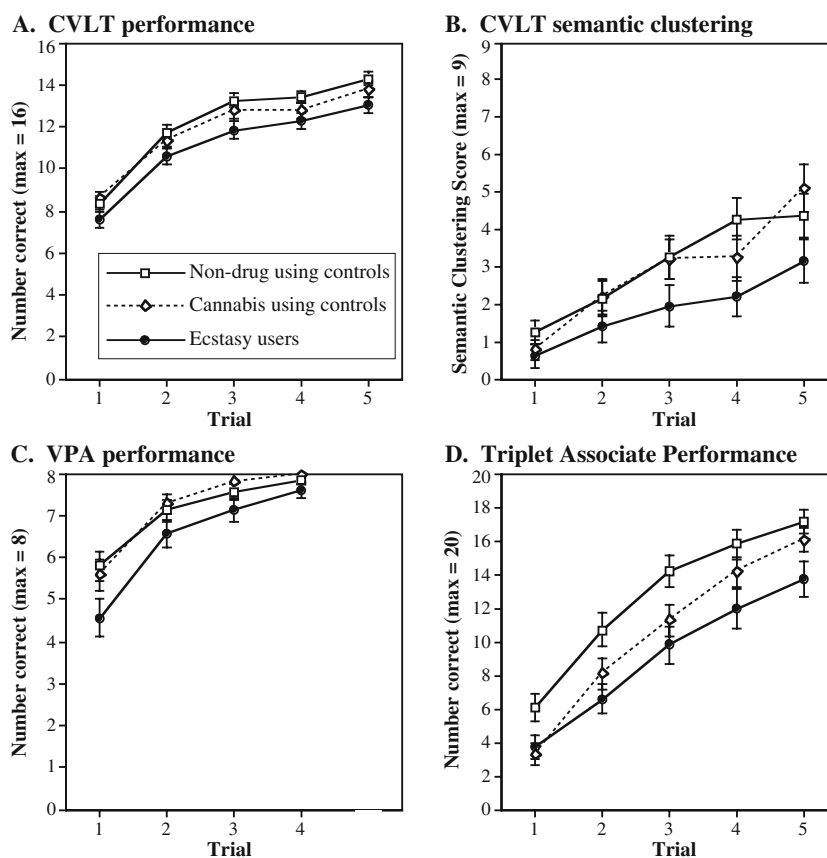 A. CVLT performance
Number correct (max = 16)
16
14
12
10
8
6
4
2
0
Non-drug using controls
Cannabis using controls
Ecstasy users
1 2 3 4 5
Trial
B. CVLT semantic clustering
Semantic Clustering Score (max = 9)
9
8
7
6
5
4
3
2
1
0
1 2 3 4 5
Trial
C. VPA performance
Number correct (max = 8)
8
7
6
5
4
3
2
1
0
1 2 3 4
Trial
D. Triplet Associate Performance
Number correct (max = 20)
20
18
16
14
12
10
8
6
4
2
0
1 2 3 4 5
Trial